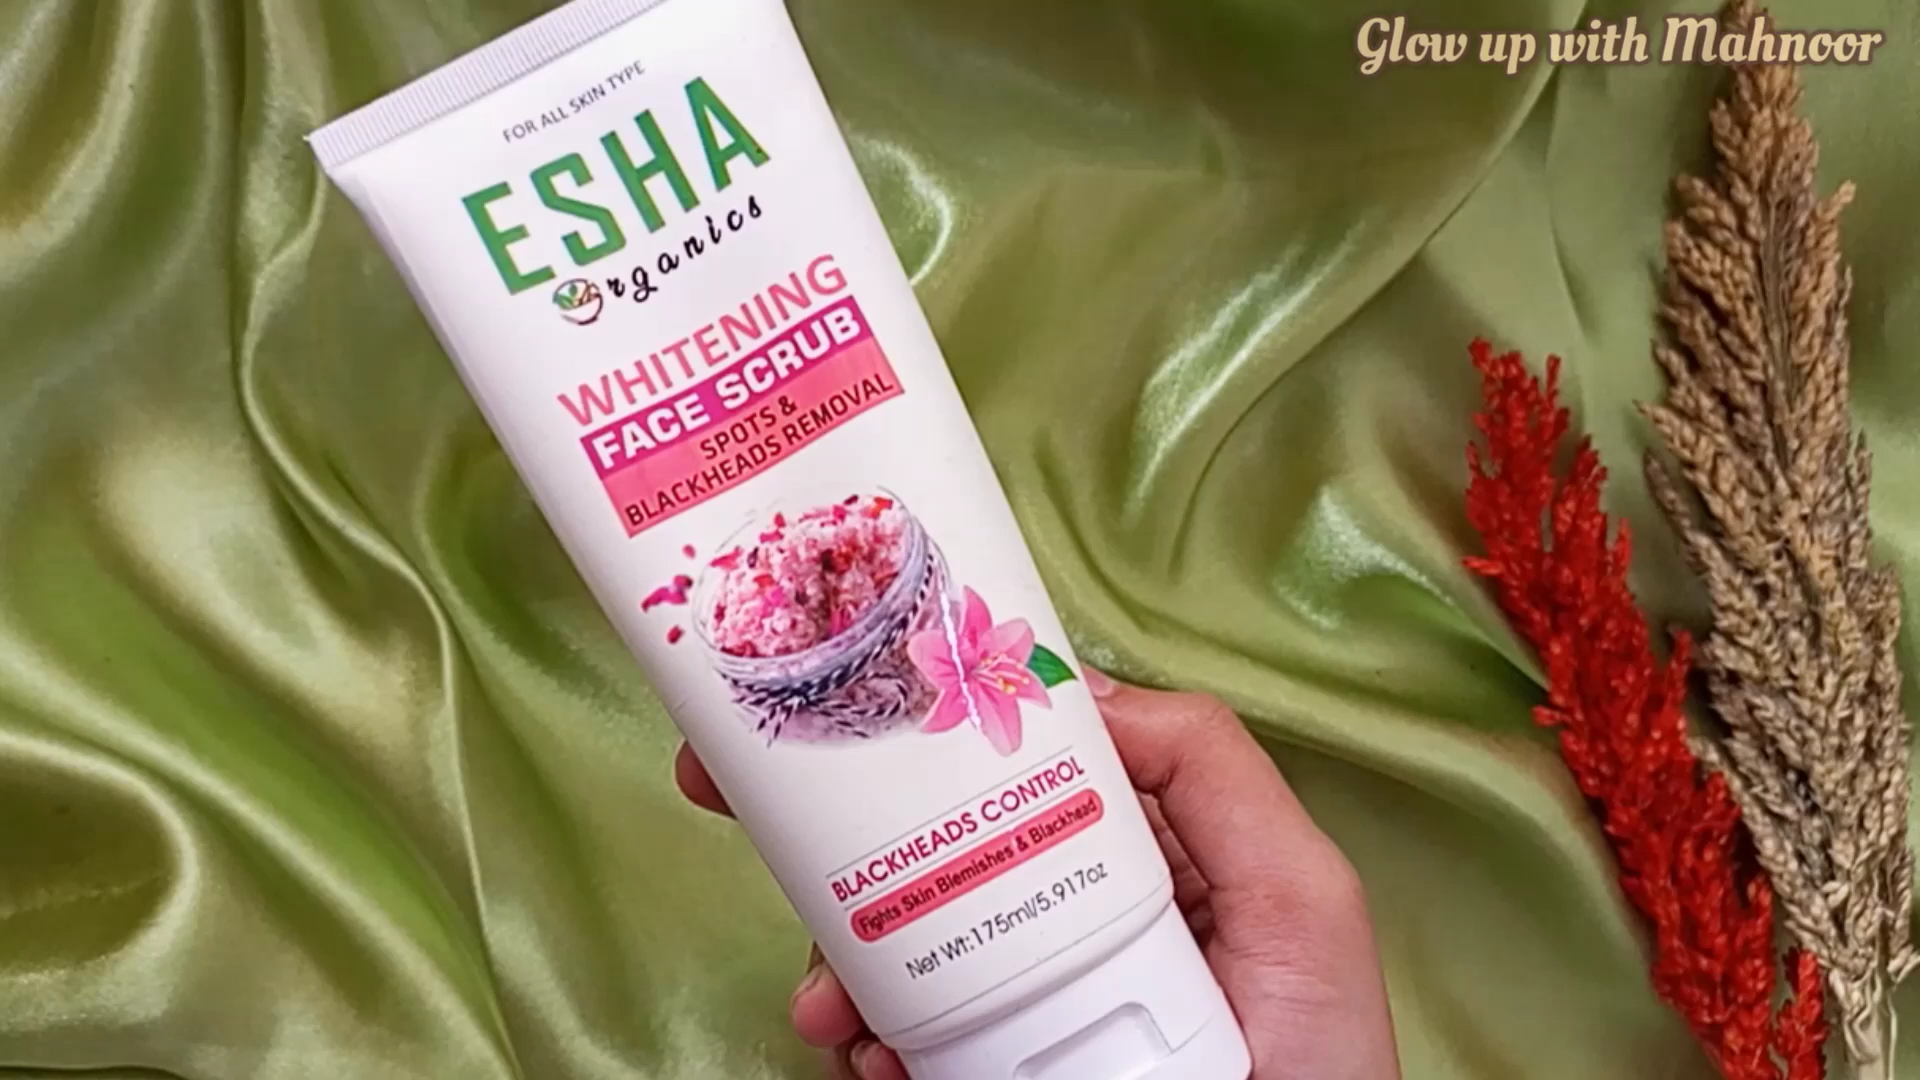 Glow up with Mahnoor
FOR ALL SKIN TYPE
ESHA
Organics
WHITENING
FACE SCRUB
SPOTS &
BLACKHEADS REMOVAL
BLACKHEADS CONTROL
Fights Skin Blemishes & Blackhead
Net Wt:175ml/5.917oz